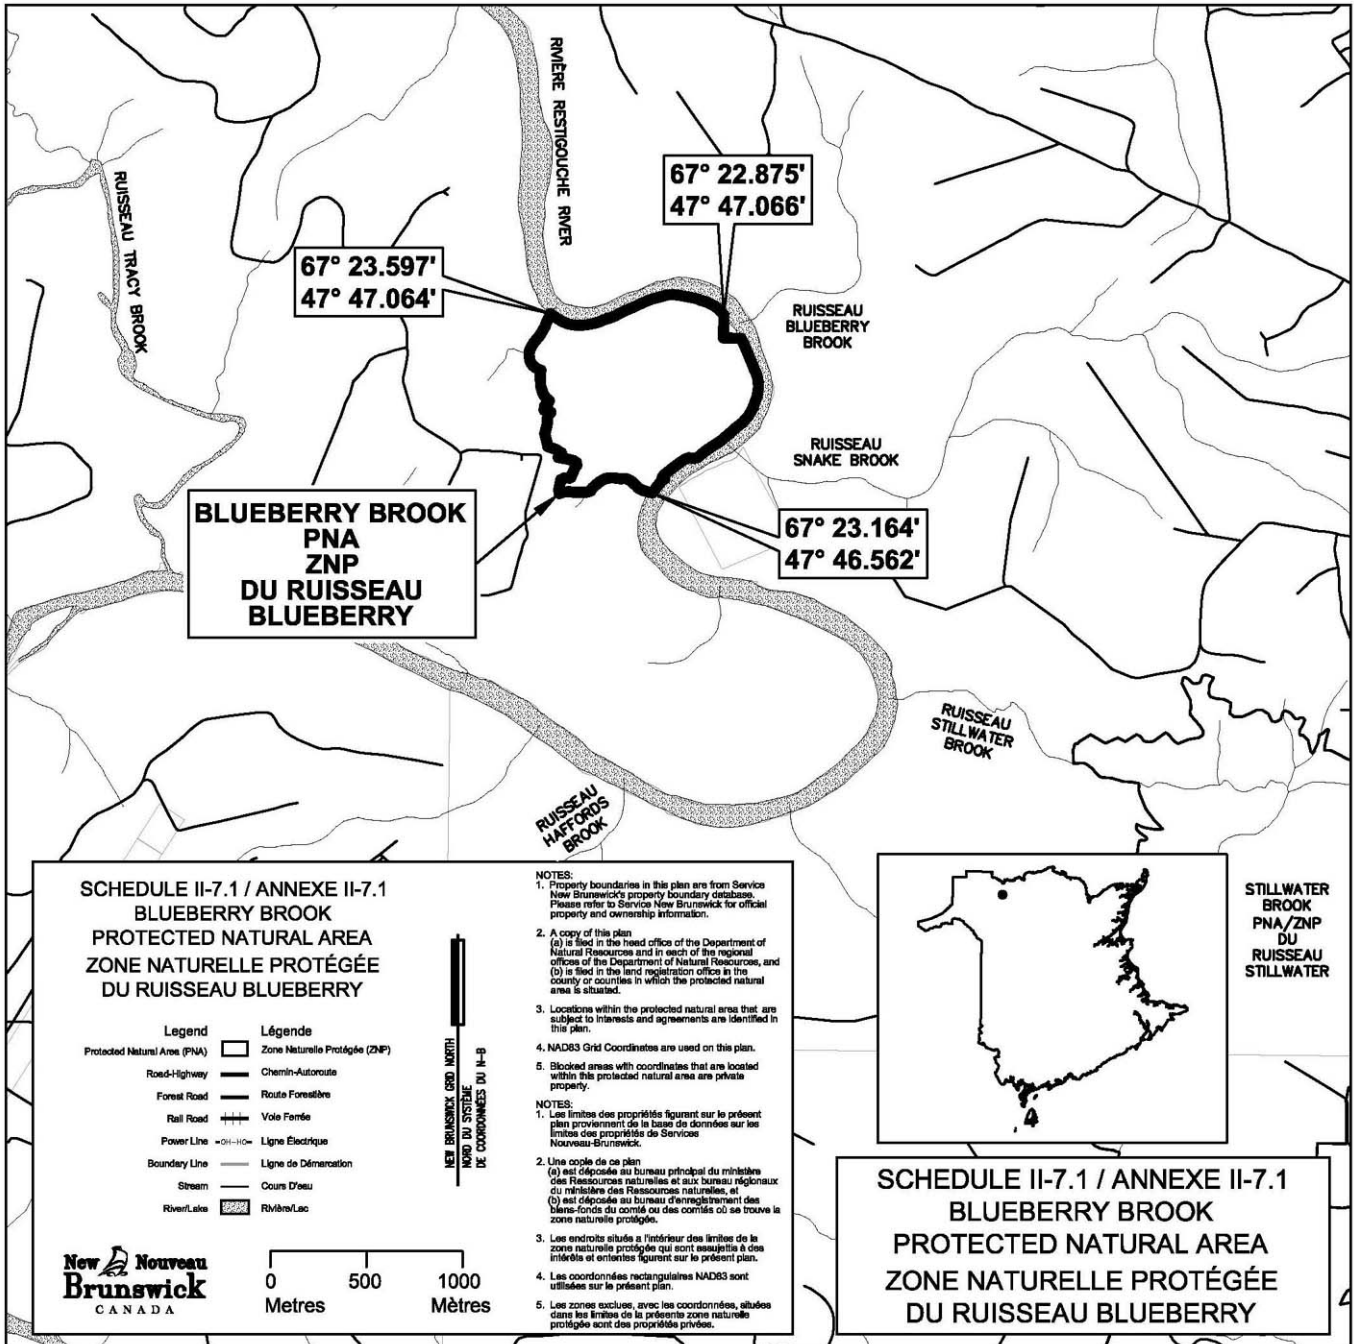 RIVIÈRE RESTIGOUCHE RIVER
67° 22.875'
47° 47.066'
RUISSEAU TRACY BROOK
67° 23.597'
47° 47.064'
RUISSEAU
BLUEBERRY
BROOK
RUISSEAU
SNAKE BROOK
BLUEBERRY BROOK
PNA
ZNP
DU RUISSEAU
BLUEBERRY
67° 23.164'
47° 46.562'
RUISSEAU
STILLWATER
BROOK
RUISSEAU
HAFFORDS
BROOK
STILLWATER
BROOK
PNA/ZNP
DU
RUISSEAU
STILLWATER
SCHEDULE II-7.1 / ANNEXE II-7.1
BLUEBERRY BROOK
PROTECTED NATURAL AREA
ZONE NATURELLE PROTÉGÉE
DU RUISSEAU BLUEBERRY
Legend Légende
Protected Natural Area (PNA) Zone Naturelle Protégée (ZNP)
Road-Highway Chemin-Autoroute
Forest Road Route Forestière
Rail Road Voie Ferrée
Power Line OH-HO Ligne Électrique
Boundary Line Ligne de Démarcation
Stream Cours D'eau
River/Lake Rivière/Lac
NEW BRUNSWICK GRID NORTH
NORD DU SYSTÈME
DE COORDONNÉES DU N-B
New Nouveau
Brunswick
CANADA
0 500 1000
Metres Mètres
NOTES:
1. Property boundaries in this plan are from Service
New Brunswick's property boundary database.
Please refer to Service New Brunswick for official
property and ownership information.
2. A copy of this plan
(a) is filed in the head office of the Department of
Natural Resources and in each of the regional
offices of the Department of Natural Resources, and
(b) is filed in the land registration office in the
county or counties in which the protected natural
area is situated.
3. Locations within the protected natural area that are
subject to interests and agreements are identified in
this plan.
4. NAD83 Grid Coordinates are used on this plan.
5. Blocked areas with coordinates that are located
within this protected natural area are private
property.
NOTES:
1. Les limites des propriétés figurant sur le présent
plan proviennent de la base de données sur les
limites des propriétés de Services
Nouveau-Brunswick.
2. Une copie de ce plan
(a) est déposée au bureau principal du ministère
des Ressources naturelles et aux bureau régionaux
du ministère des Ressources naturelles, et
(b) est déposée au bureau d'enregistrement des
biens-fonds du comté ou des comtés où se trouve la
zone naturelle protégée.
3. Les endroits situés a l'intérieur des limites de la
zone naturelle protégée qui sont assujettis à des
intérêts et ententes figurent sur le présent plan.
4. Les coordonnées rectangulaires NAD83 sont
utilisées sur le présent plan.
5. Les zones exclues, avec les coordonnées, situées
dans les limites de la présente zone naturelle
protégée sont des propriétés privées.
SCHEDULE II-7.1 / ANNEXE II-7.1
BLUEBERRY BROOK
PROTECTED NATURAL AREA
ZONE NATURELLE PROTÉGÉE
DU RUISSEAU BLUEBERRY